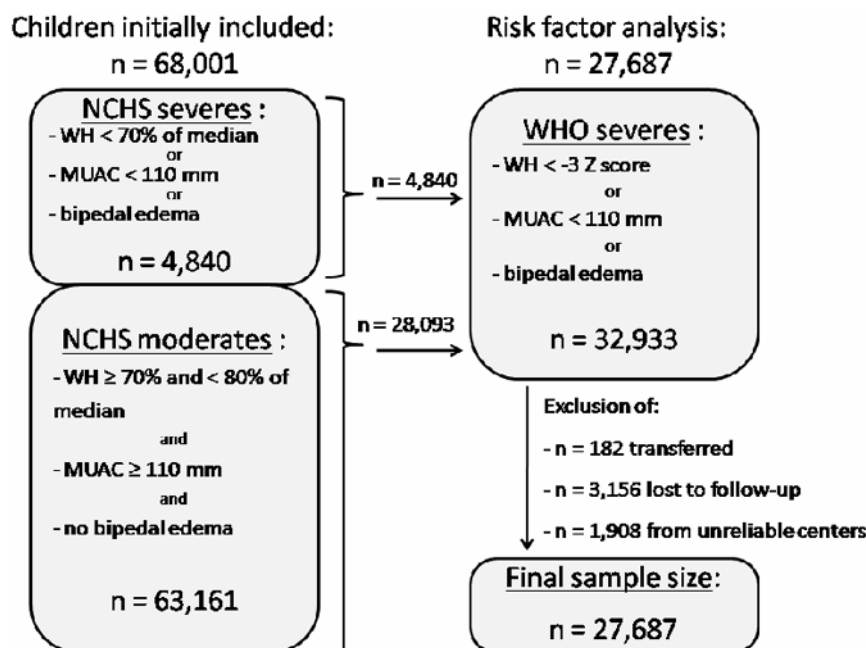 Children initially included:
n = 68,001
NCHS severes :
- WH < 70% of median
or
- MUAC < 110 mm
or
- bipedal edema
n = 4,840
NCHS moderates :
- WH ≥ 70% and < 80% of
median
and
- MUAC ≥ 110 mm
and
- no bipedal edema
n = 63,161
n = 4,840
n = 28,093
Risk factor analysis:
n = 27,687
WHO severes :
- WH < -3 Z score
or
- MUAC < 110 mm
or
- bipedal edema
n = 32,933
Exclusion of:
- n = 182 transferred
- n = 3,156 lost to follow-up
- n = 1,908 from unreliable centers
Final sample size:
n = 27,687